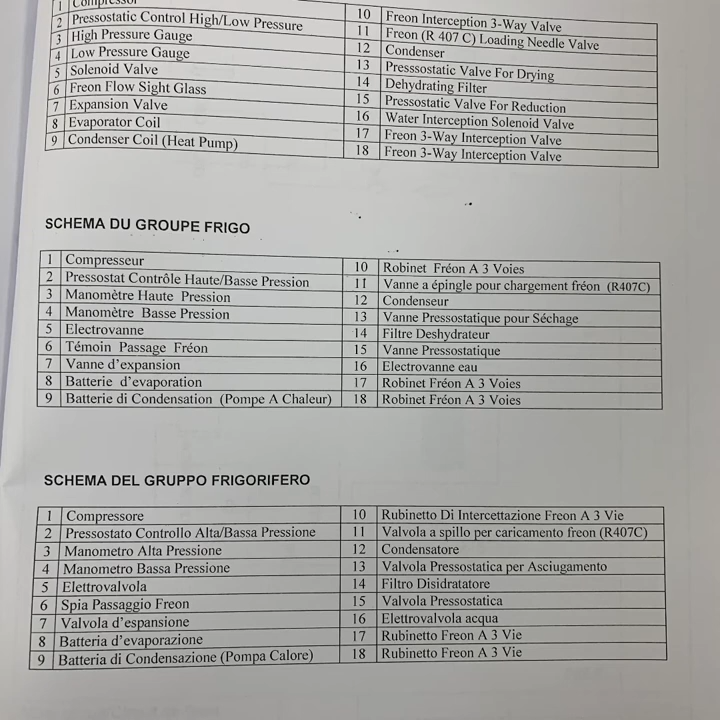 1 Compressor
2 Pressostatic Control High/Low Pressure
3 High Pressure Gauge
4 Low Pressure Gauge
5 Solenoid Valve
6 Freon Flow Sight Glass
7 Expansion Valve
8 Evaporator Coil
9 Condenser Coil (Heat Pump)
10 Freon Interception 3-Way Valve
11 Freon (R 407 C) Loading Needle Valve
12 Condenser
13 Presssostatic Valve For Drying
14 Dehydrating Filter
15 Pressostatic Valve For Reduction
16 Water Interception Solenoid Valve
17 Freon 3-Way Interception Valve
18 Freon 3-Way Interception Valve
SCHEMA DU GROUPE FRIGO
1 Compresseur
2 Pressostat Contrôle Haute/Basse Pression
3 Manomètre Haute Pression
4 Manomètre Basse Pression
5 Electrovanne
6 Témoin Passage Fréon
7 Vanne d'expansion
8 Batterie d'evaporation
9 Batterie di Condensation (Pompe A Chaleur)
10 Robinet Fréon A 3 Voies
11 Vanne a épingle pour chargement fréon (R407C)
12 Condenseur
13 Vanne Pressostatique pour Séchage
14 Filtre Deshydrateur
15 Vanne Pressostatique
16 Electrovanne eau
17 Robinet Fréon A 3 Voies
18 Robinet Fréon A 3 Voies
SCHEMA DEL GRUPPO FRIGORIFERO
1 Compressore
2 Pressostato Controllo Alta/Bassa Pressione
3 Manometro Alta Pressione
4 Manometro Bassa Pressione
5 Elettrovalvola
6 Spia Passaggio Freon
7 Valvola d'espansione
8 Batteria d'evaporazione
9 Batteria di Condensazione (Pompa Calore)
10 Rubinetto Di Intercettazione Freon A 3 Vie
11 Valvola a spillo per caricamento freon (R407C)
12 Condensatore
13 Valvola Pressostatica per Asciugamento
14 Filtro Disidratatore
15 Valvola Pressostatica
16 Elettrovalvola acqua
17 Rubinetto Freon A 3 Vie
18 Rubinetto Freon A 3 Vie